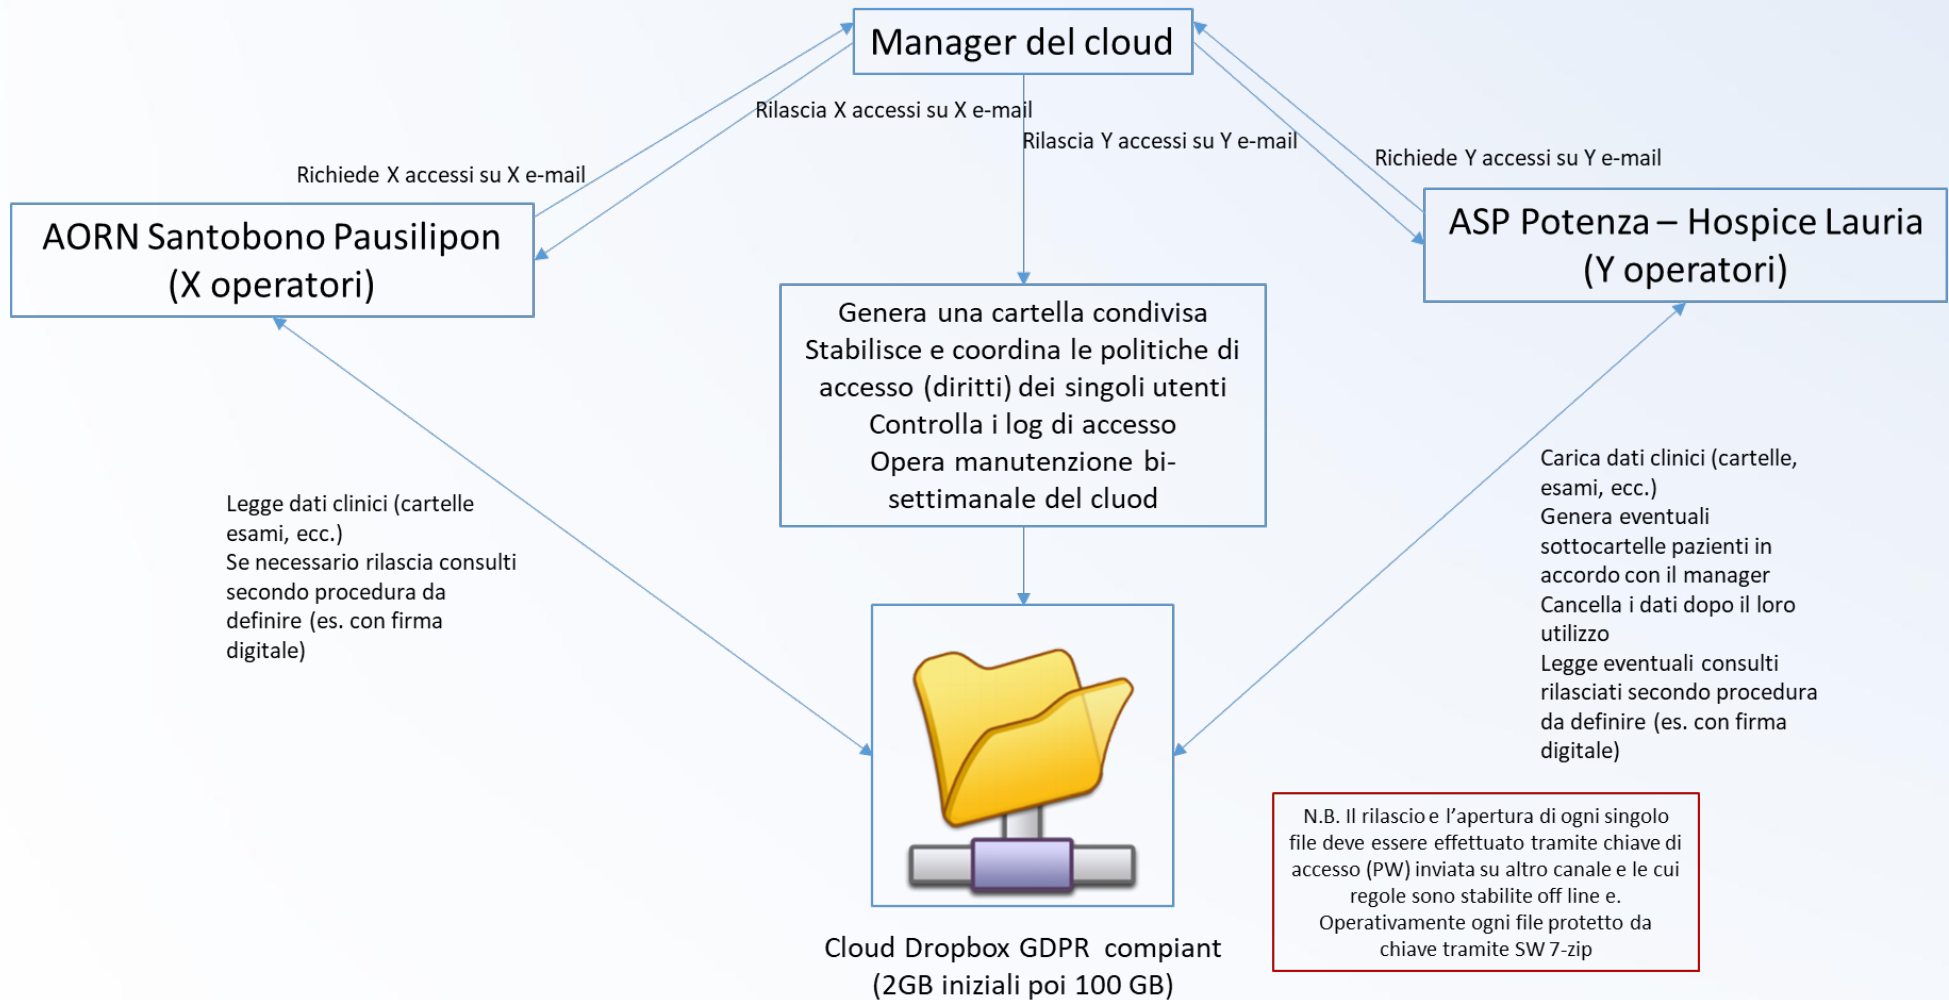 Manager del cloud
Rilascia X accessi su X e-mail
Rilascia Y accessi su Y e-mail
Richiede X accessi su X e-mail
Richiede Y accessi su Y e-mail
AORN Santobono Pausilipon
(X operatori)
ASP Potenza – Hospice Lauria
(Y operatori)
Genera una cartella condivisa
Stabilisce e coordina le politiche di
accesso (diritti) dei singoli utenti
Controlla i log di accesso
Opera manutenzione bi-
settimanale del cluod
Legge dati clinici (cartelle
esami, ecc.)
Se necessario rilascia consulti
secondo procedura da
definire (es. con firma
digitale)
Carica dati clinici (cartelle,
esami, ecc.)
Genera eventuali
sottocartelle pazienti in
accordo con il manager
Cancella i dati dopo il loro
utilizzo
Legge eventuali consulti
rilasciati secondo procedura
da definire (es. con firma
digitale)
N.B. Il rilascio e l’apertura di ogni singolo
file deve essere effettuato tramite chiave di
accesso (PW) inviata su altro canale e le cui
regole sono stabilite off line e.
Operativamente ogni file protetto da
chiave tramite SW 7-zip
Cloud Dropbox GDPR compiant
(2GB iniziali poi 100 GB)